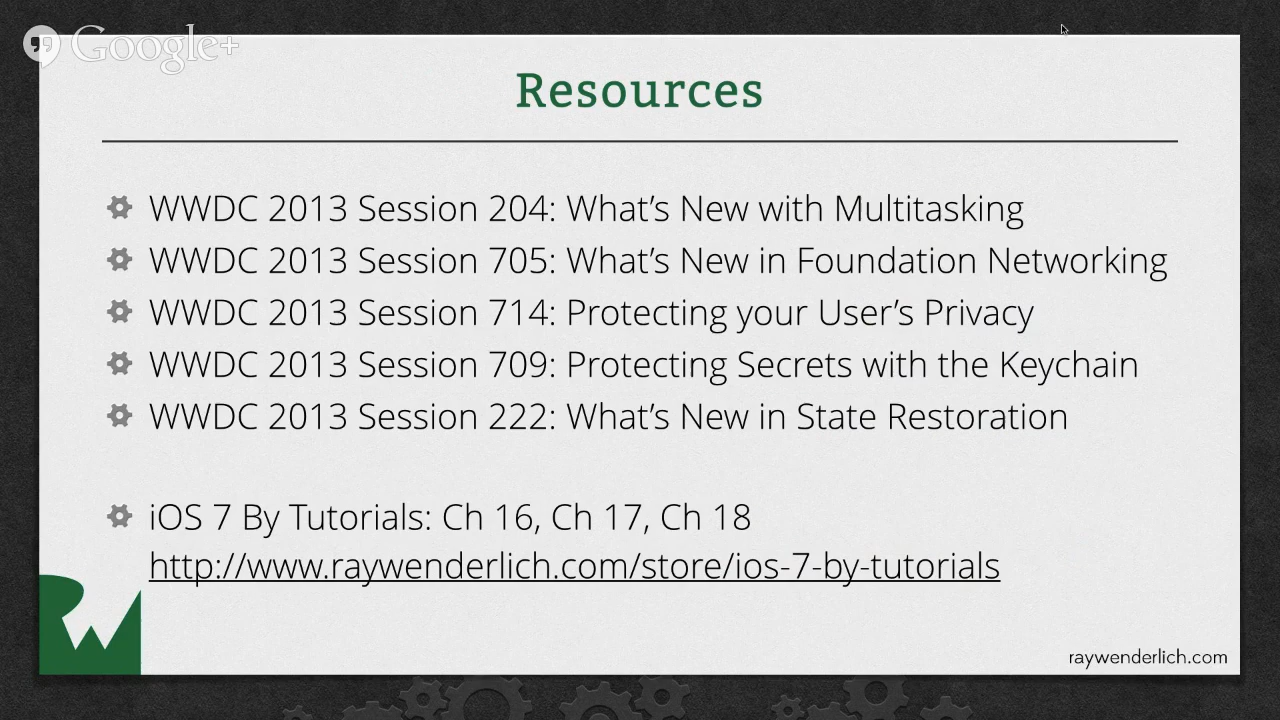 Google+
Resources
WWDC 2013 Session 204: What's New with Multitasking
WWDC 2013 Session 705: What's New in Foundation Networking
WWDC 2013 Session 714: Protecting your User's Privacy
WWDC 2013 Session 709: Protecting Secrets with the Keychain
WWDC 2013 Session 222: What's New in State Restoration
iOS 7 By Tutorials: Ch 16, Ch 17, Ch 18
http://www.raywenderlich.com/store/ios-7-by-tutorials
RW
raywenderlich.com